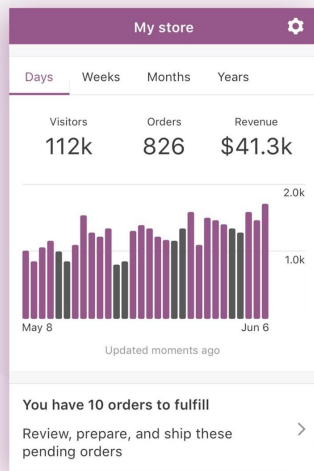 My store
Days Weeks Months Years
Visitors Orders Revenue
112k 826 $41.3k
2.0k
1.0k
May 8 Jun 6
Updated moments ago
You have 10 orders to fulfill
Review, prepare, and ship these
pending orders